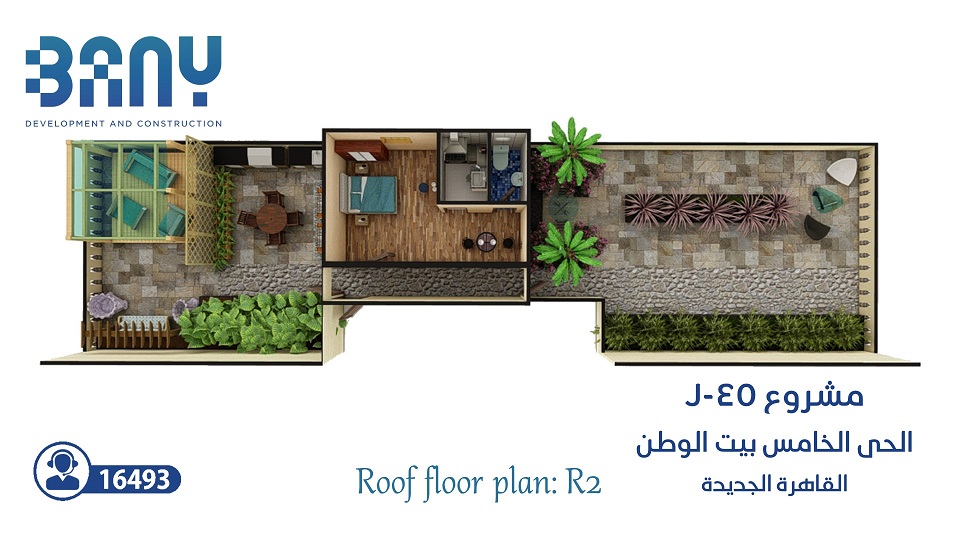 BANY
DEVELOPMENT AND CONSTRUCTION
مشروع J-٤٥
الحى الخامس بيت الوطن
القاهرة الجديدة
16493
Roof floor plan: R2